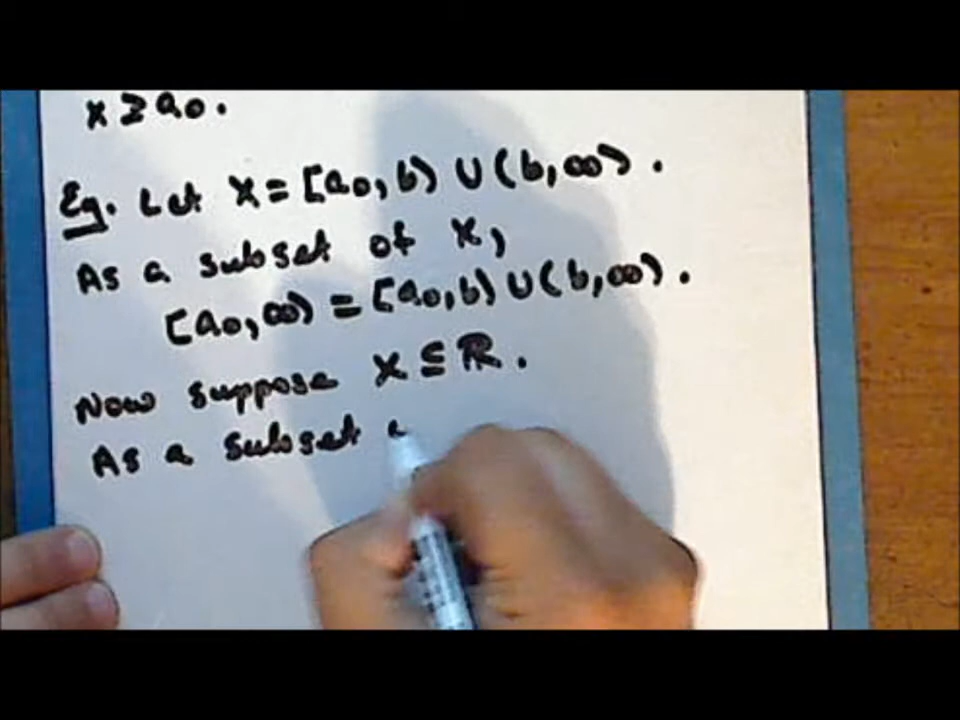 x ≥ a₀.
Eg. Let X = [a₀, b) ∪ (b, ∞).
As a subset of X,
[a₀, ∞) = [a₀, b) ∪ (b, ∞).
Now suppose X ⊆ ℝ.
As a subset